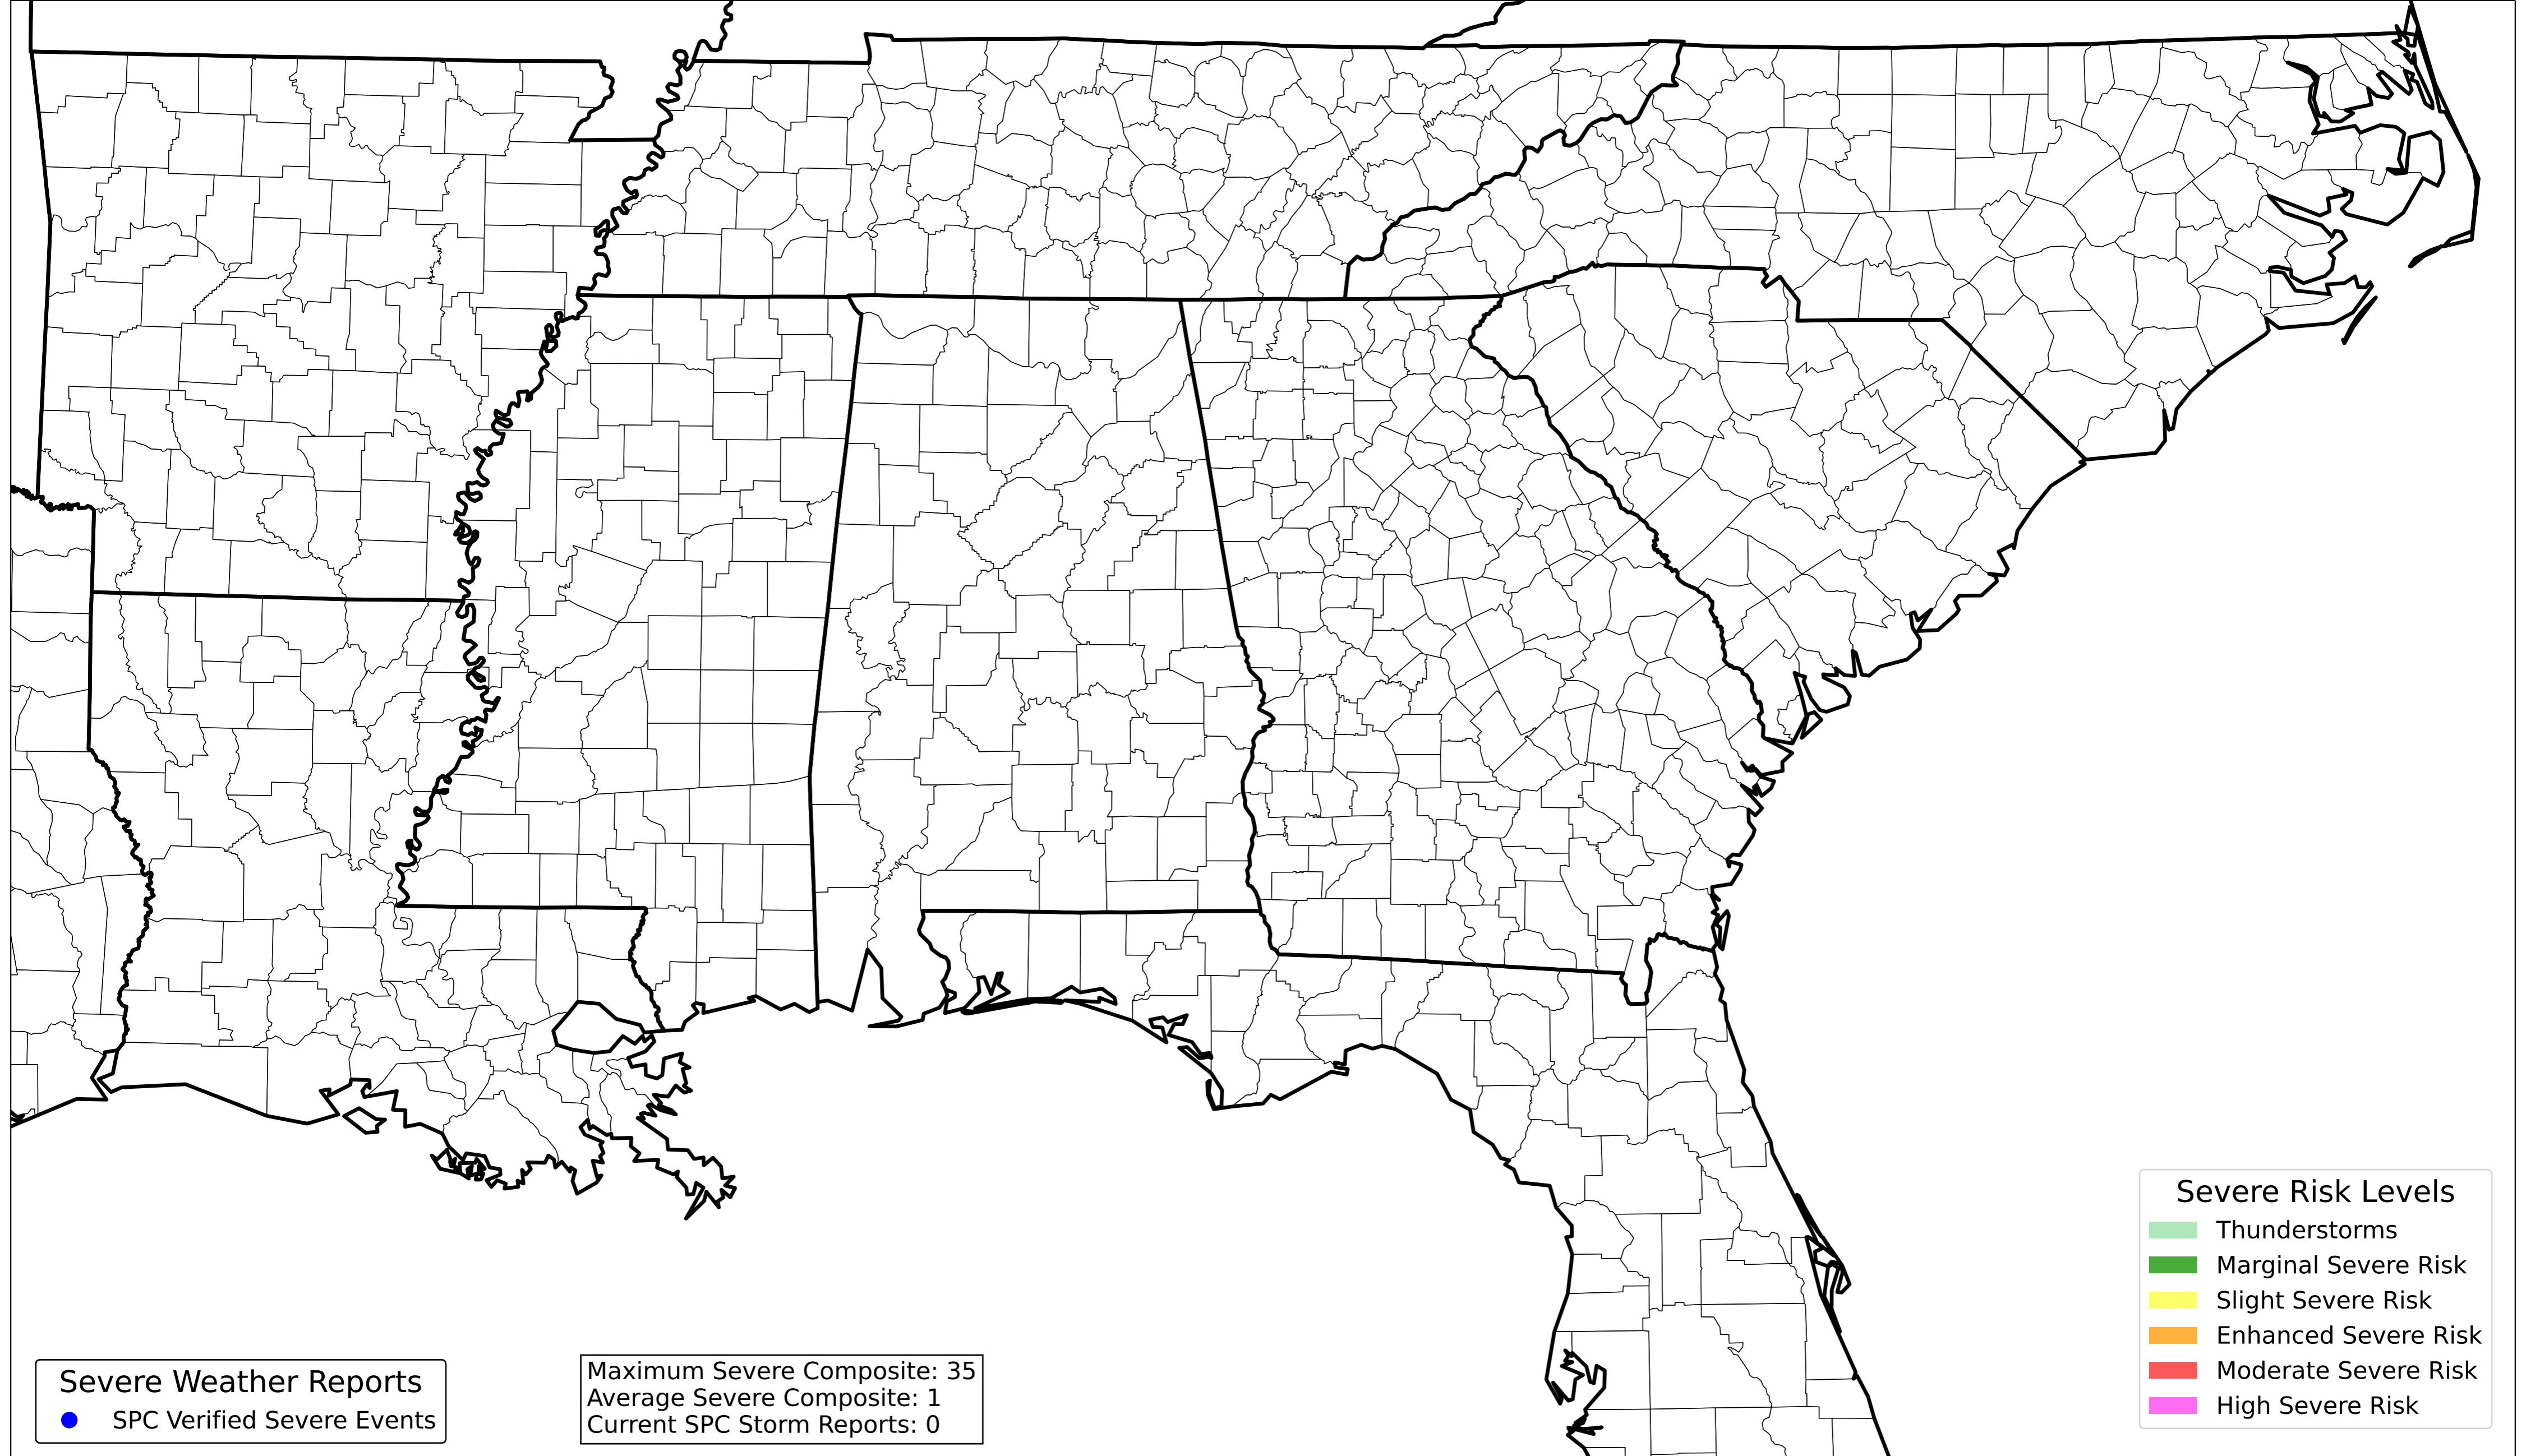 Severe Risk Levels
Thunderstorms
Marginal Severe Risk
Slight Severe Risk
Enhanced Severe Risk
Moderate Severe Risk
High Severe Risk
Severe Weather Reports
SPC Verified Severe Events
Maximum Severe Composite: 35
Average Severe Composite: 1
Current SPC Storm Reports: 0